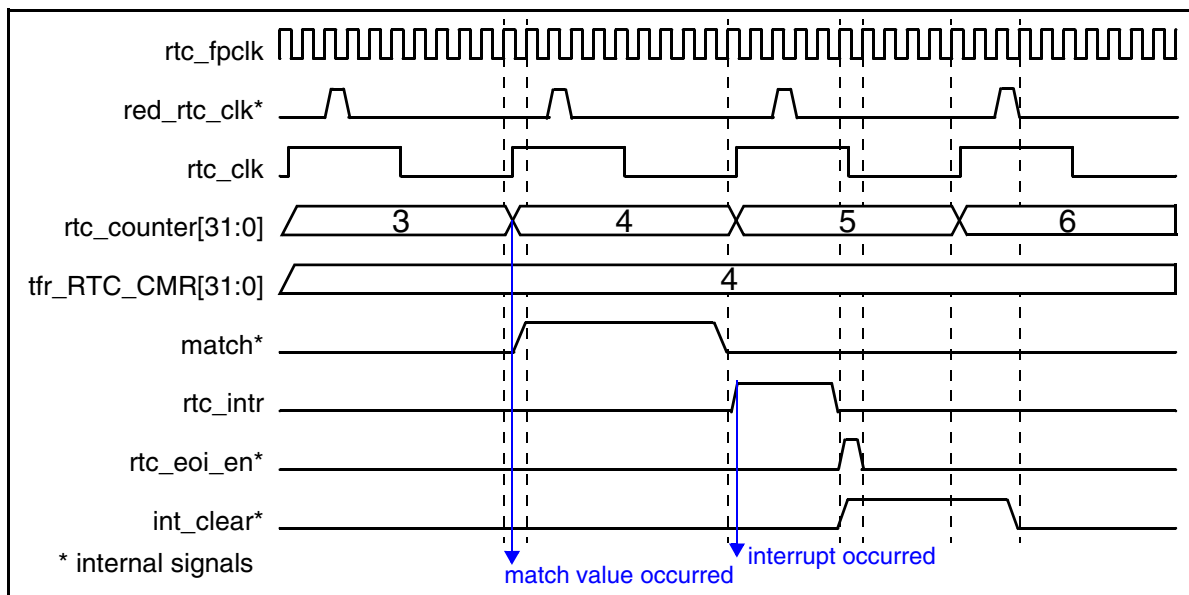 rtc_fpclk
red_rtc_clk*
rtc_clk
rtc_counter[31:0] 3 4 5 6
tfr_RTC_CMR[31:0] 4
match*
rtc_intr
rtc_eoi_en*
int_clear*
* internal signals
match value occurred
interrupt occurred